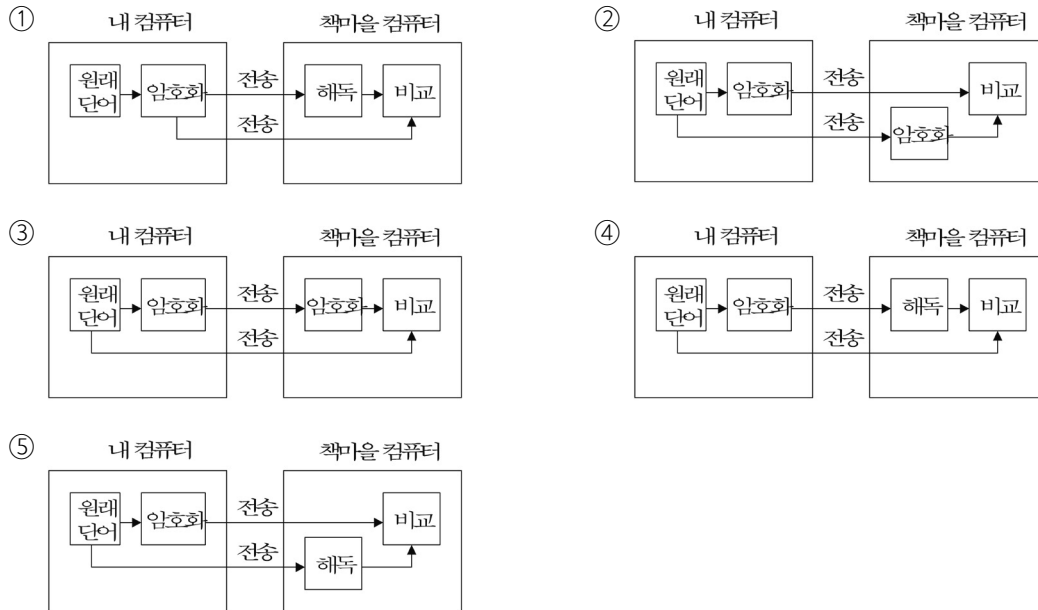 ①
내 컴퓨터 책마을 컴퓨터
원래 단어 암호화 전송 해독 비교
전송
②
내 컴퓨터 책마을 컴퓨터
원래 단어 암호화 전송 비교
전송 암호화
③
내 컴퓨터 책마을 컴퓨터
원래 단어 암호화 전송 암호화 비교
전송
④
내 컴퓨터 책마을 컴퓨터
원래 단어 암호화 전송 해독 비교
전송
⑤
내 컴퓨터 책마을 컴퓨터
원래 단어 암호화 전송 비교
전송 해독